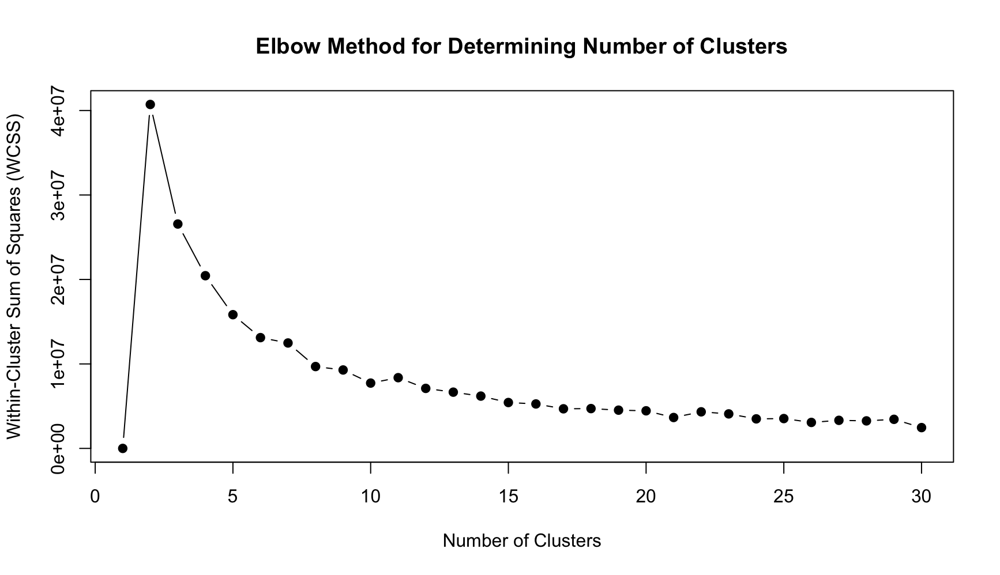 Elbow Method for Determining Number of Clusters
Within-Cluster Sum of Squares (WCSS)
4e+07
3e+07
2e+07
1e+07
0e+00
0 5 10 15 20 25 30
Number of Clusters